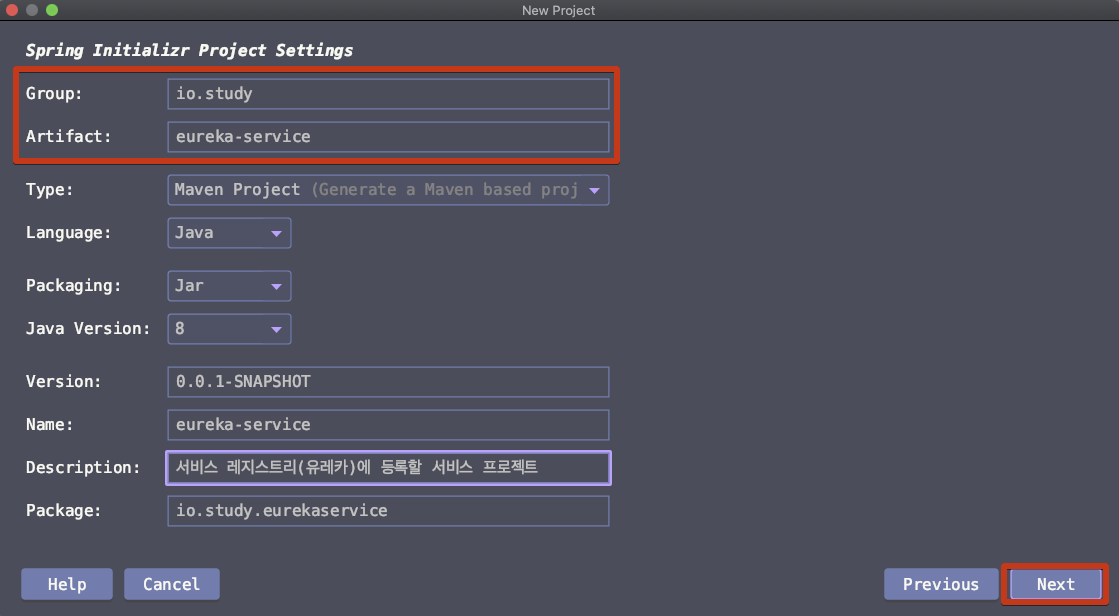 New Project
Spring Initializr Project Settings
Group: io.study
Artifact: eureka-service
Type: Maven Project (Generate a Maven based proj
Language: Java
Packaging: Jar
Java Version: 8
Version: 0.0.1-SNAPSHOT
Name: eureka-service
Description: 서비스 레지스트리(유레카)에 등록할 서비스 프로젝트
Package: io.study.eurekaservice
Help Cancel Previous Next